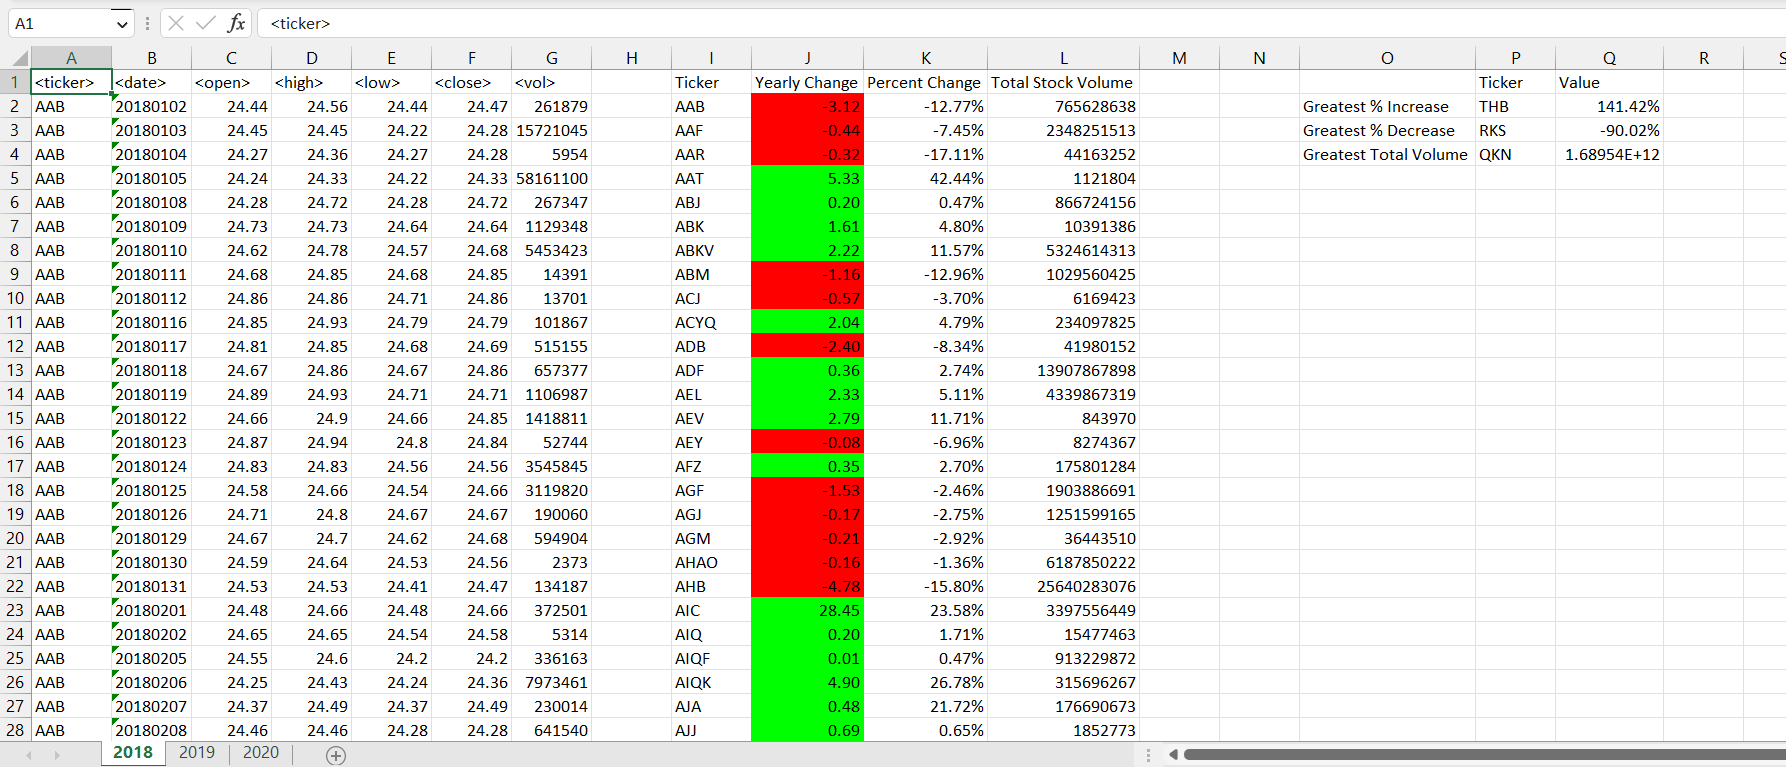 A1 fx <ticker>
A B C D E F G H I J K L M N O P Q R S
1 <ticker> <date> <open> <high> <low> <close> <vol> Ticker Yearly Change Percent Change Total Stock Volume Ticker Value
2 AAB 20180102 24.44 24.56 24.44 24.47 261879 AAB -3.12 -12.77% 765628638 Greatest % Increase THB 141.42%
3 AAB 20180103 24.45 24.45 24.22 24.28 15721045 AAF -0.44 -7.45% 2348251513 Greatest % Decrease RKS -90.02%
4 AAB 20180104 24.27 24.36 24.27 24.28 5954 AAR -0.32 -17.11% 44163252 Greatest Total Volume QKN 1.68954E+12
5 AAB 20180105 24.24 24.33 24.22 24.33 58161100 AAT 5.33 42.44% 1121804
6 AAB 20180108 24.28 24.72 24.28 24.72 267347 ABJ 0.20 0.47% 866724156
7 AAB 20180109 24.73 24.73 24.64 24.64 1129348 ABK 1.61 4.80% 10391386
8 AAB 20180110 24.62 24.78 24.57 24.68 5453423 ABKV 2.22 11.57% 5324614313
9 AAB 20180111 24.68 24.85 24.68 24.85 14391 ABM -1.16 -12.96% 1029560425
10 AAB 20180112 24.86 24.86 24.71 24.86 13701 ACJ -0.57 -3.70% 6169423
11 AAB 20180116 24.85 24.93 24.79 24.79 101867 ACYQ 2.04 4.79% 234097825
12 AAB 20180117 24.81 24.85 24.68 24.69 515155 ADB -2.40 -8.34% 41980152
13 AAB 20180118 24.67 24.86 24.67 24.86 657377 ADF 0.36 2.74% 13907867898
14 AAB 20180119 24.89 24.93 24.71 24.71 1106987 AEL 2.33 5.11% 4339867319
15 AAB 20180122 24.66 24.9 24.66 24.85 1418811 AEV 2.79 11.71% 843970
16 AAB 20180123 24.87 24.94 24.8 24.84 52744 AEY -0.08 -6.96% 8274367
17 AAB 20180124 24.83 24.83 24.56 24.56 3545845 AFZ 0.35 2.70% 175801284
18 AAB 20180125 24.58 24.66 24.54 24.66 3119820 AGF -1.53 -2.46% 1903886691
19 AAB 20180126 24.71 24.8 24.67 24.67 190060 AGJ -0.17 -2.75% 1251599165
20 AAB 20180129 24.67 24.7 24.62 24.68 594904 AGM -0.21 -2.92% 36443510
21 AAB 20180130 24.59 24.64 24.53 24.56 2373 AHAO -0.16 -1.36% 6187850222
22 AAB 20180131 24.53 24.53 24.41 24.47 134187 AHB -4.78 -15.80% 25640283076
23 AAB 20180201 24.48 24.66 24.48 24.66 372501 AIC 28.45 23.58% 3397556449
24 AAB 20180202 24.65 24.65 24.54 24.58 5314 AIQ 0.20 1.71% 15477463
25 AAB 20180205 24.55 24.6 24.2 24.2 336163 AIQF 0.01 0.47% 913229872
26 AAB 20180206 24.25 24.43 24.24 24.36 7973461 AIQK 4.90 26.78% 315696267
27 AAB 20180207 24.37 24.49 24.37 24.49 230014 AJA 0.48 21.72% 176690673
28 AAB 20180208 24.46 24.46 24.28 24.28 641540 AJJ 0.69 0.65% 1852773
2018 2019 2020